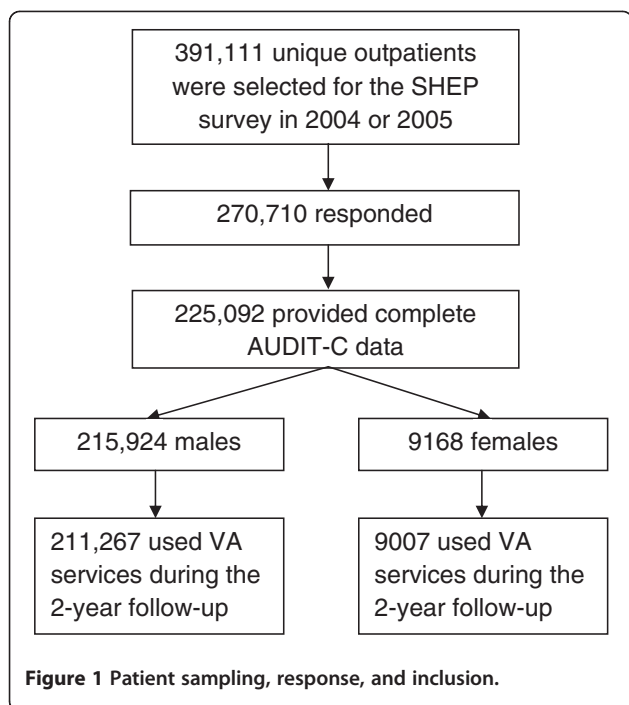 391,111 unique outpatients
were selected for the SHEP
survey in 2004 or 2005
270,710 responded
225,092 provided complete
AUDIT-C data
215,924 males
9168 females
211,267 used VA
services during the
2-year follow-up
9007 used VA
services during the
2-year follow-up
Figure 1 Patient sampling, response, and inclusion.